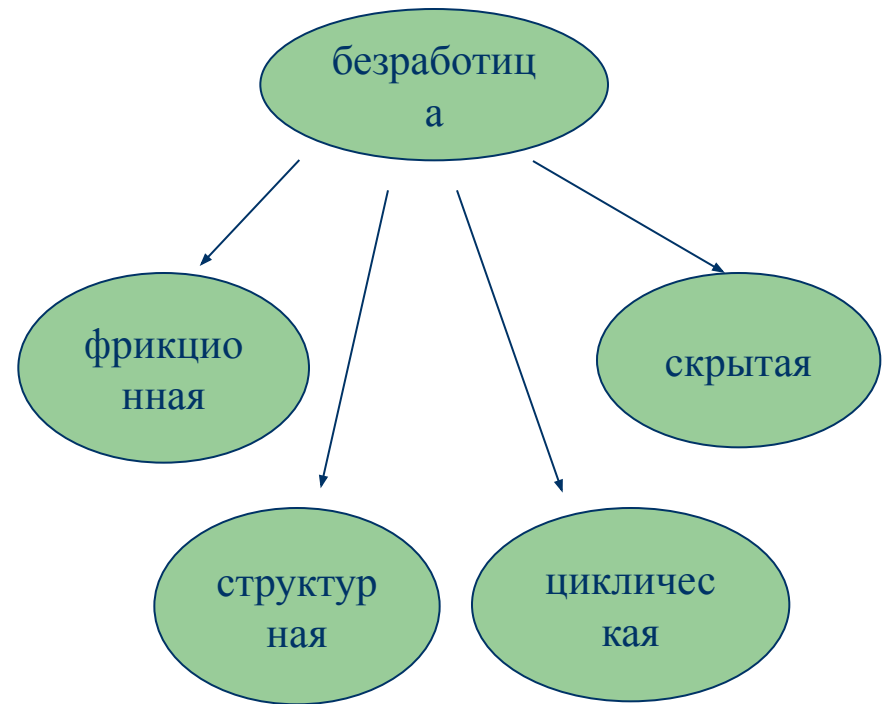 безработиц
а
фрикцио
нная
скрытая
структур
ная
цикличес
кая